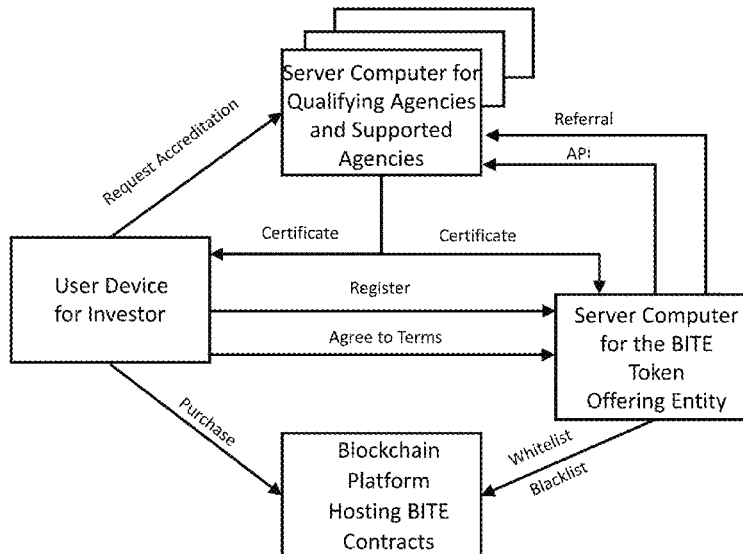 Server Computer for
Qualifying Agencies
and Supported
Agencies
Request Accreditation
Referral
APi
Certificate
Certificate
User Device
for Investor
Register
Agree to Terms
Server Computer
for the BITE
Token
Offering Entity
Purchase
Whitelist
Blacklist
Blockchain
Platform
Hosting BITE
Contracts